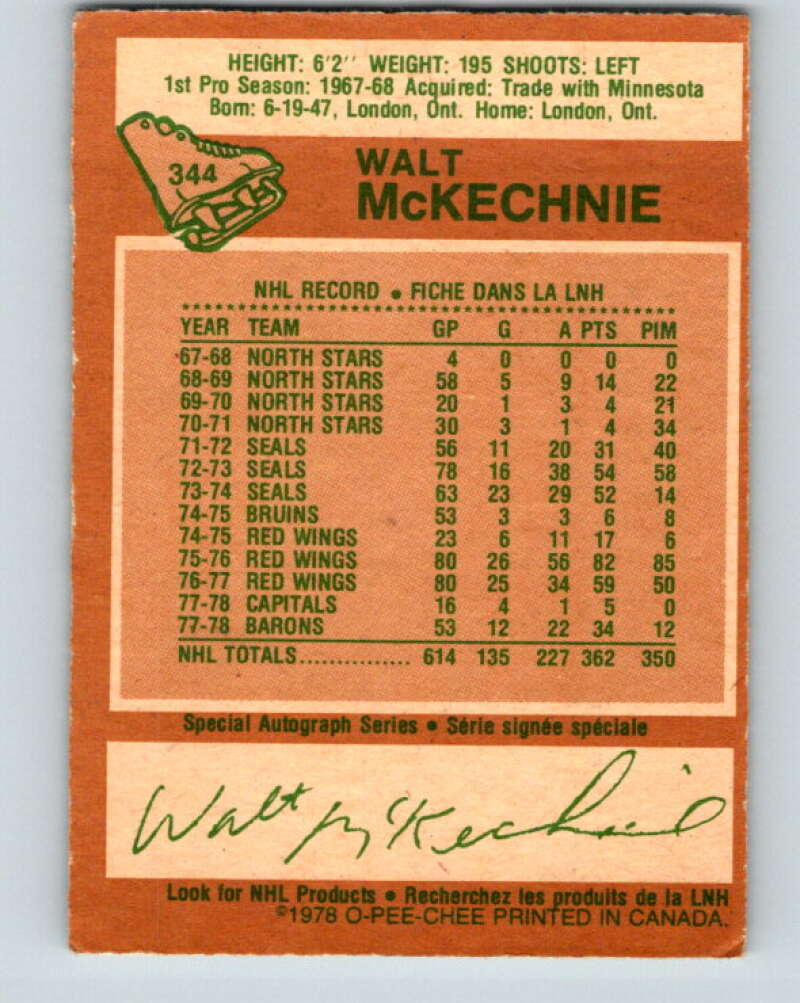 HEIGHT: 6'2'' WEIGHT: 195 SHOOTS: LEFT
1st Pro Season: 1967-68 Acquired: Trade with Minnesota
Born: 6-19-47, London, Ont. Home: London, Ont.
344
WALT
McKECHNIE
NHL RECORD • FICHE DANS LA LNH
YEAR TEAM GP G A PTS PIM
67-68 NORTH STARS 4 0 0 0 0
68-69 NORTH STARS 58 5 9 14 22
69-70 NORTH STARS 20 1 3 4 21
70-71 NORTH STARS 30 3 1 4 34
71-72 SEALS 56 11 20 31 40
72-73 SEALS 78 16 38 54 58
73-74 SEALS 63 23 29 52 14
74-75 BRUINS 53 3 3 6 8
74-75 RED WINGS 23 6 11 17 6
75-76 RED WINGS 80 26 56 82 85
76-77 RED WINGS 80 25 34 59 50
77-78 CAPITALS 16 4 1 5 0
77-78 BARONS 53 12 22 34 12
NHL TOTALS............... 614 135 227 362 350
Special Autograph Series • Série signée spéciale
Walt McKechnie
Look for NHL Products • Recherchez les produits de la LNH
©1978 O-PEE-CHEE PRINTED IN CANADA.